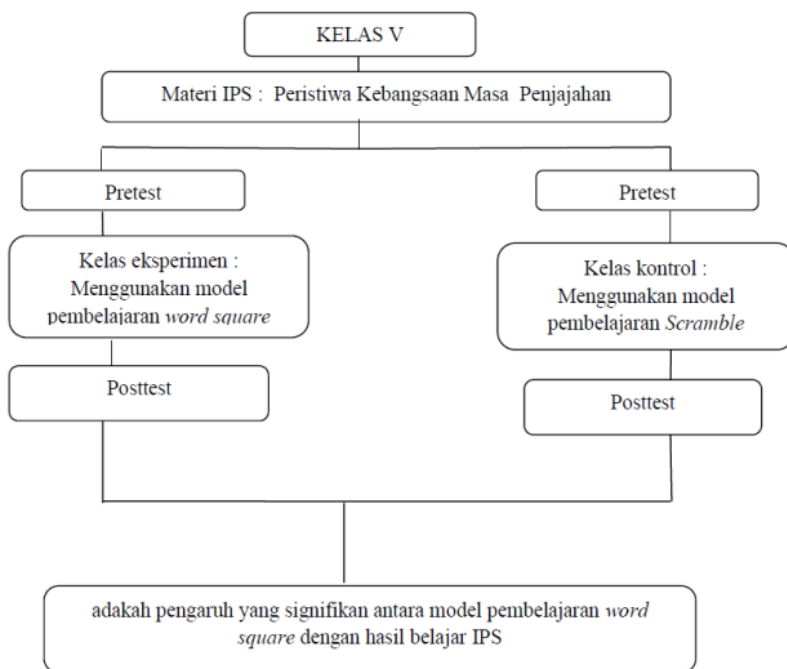 KELAS V
Materi IPS : Peristiwa Kebangsaan Masa Penjajahan
Pretest
Pretest
Kelas eksperimen :
Menggunakan model
pembelajaran word square
Kelas kontrol :
Menggunakan model
pembelajaran Scramble
Posttest
Posttest
adakah pengaruh yang signifikan antara model pembelajaran word
square dengan hasil belajar IPS